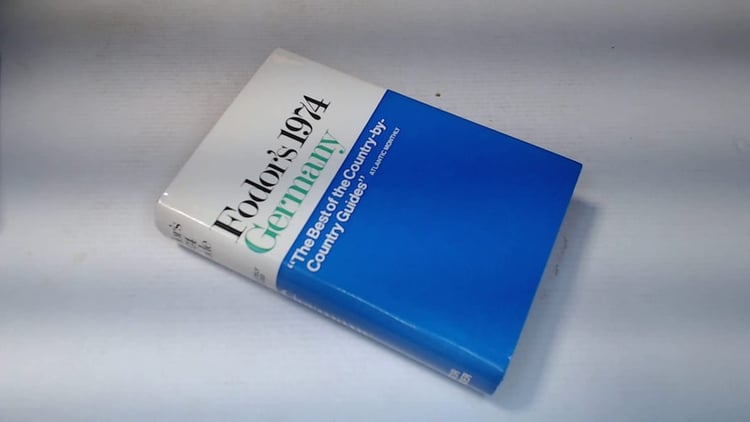 Fodor's 1974
Germany
"The Best of the Country-by-
Country Guides"
ATLANTIC MONTHLY